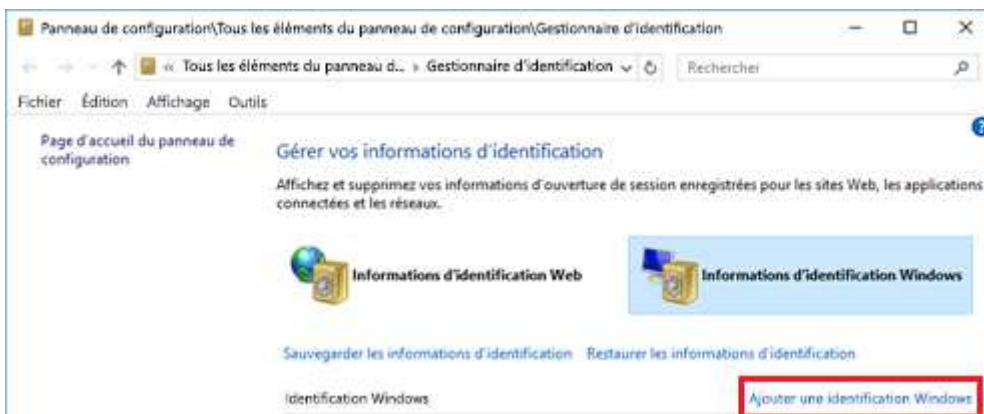 Panneau de configuration\Tous les éléments du panneau de configuration\Gestionnaire d'identification
« Tous les éléments du panneau d... › Gestionnaire d'identification
Rechercher
Fichier Édition Affichage Outils
Page d'accueil du panneau de
configuration
Gérer vos informations d'identification
Affichez et supprimez vos informations d'ouverture de session enregistrées pour les sites Web, les applications
connectées et les réseaux.
Informations d'identification Web
Informations d'identification Windows
Sauvegarder les informations d'identification Restaurer les informations d'identification
Identification Windows
Ajouter une identification Windows